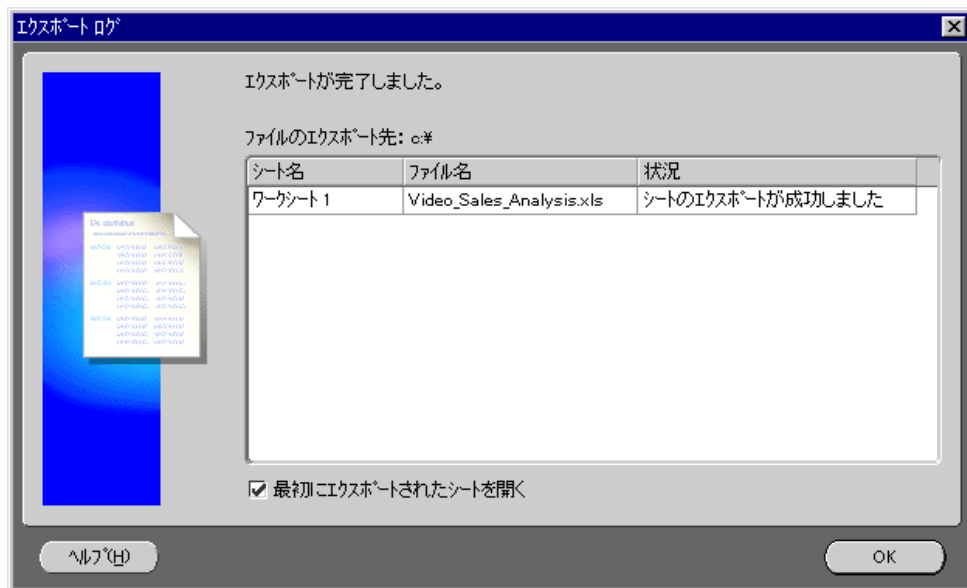 エクスポート ログ
エクスポートが完了しました。
ファイルのエクスポート先: c:¥
シート名 ファイル名 状況
ワークシート 1 Video_Sales_Analysis.xls シートのエクスポートが成功しました
最初にエクスポートされたシートを開く
ヘルプ(H) OK